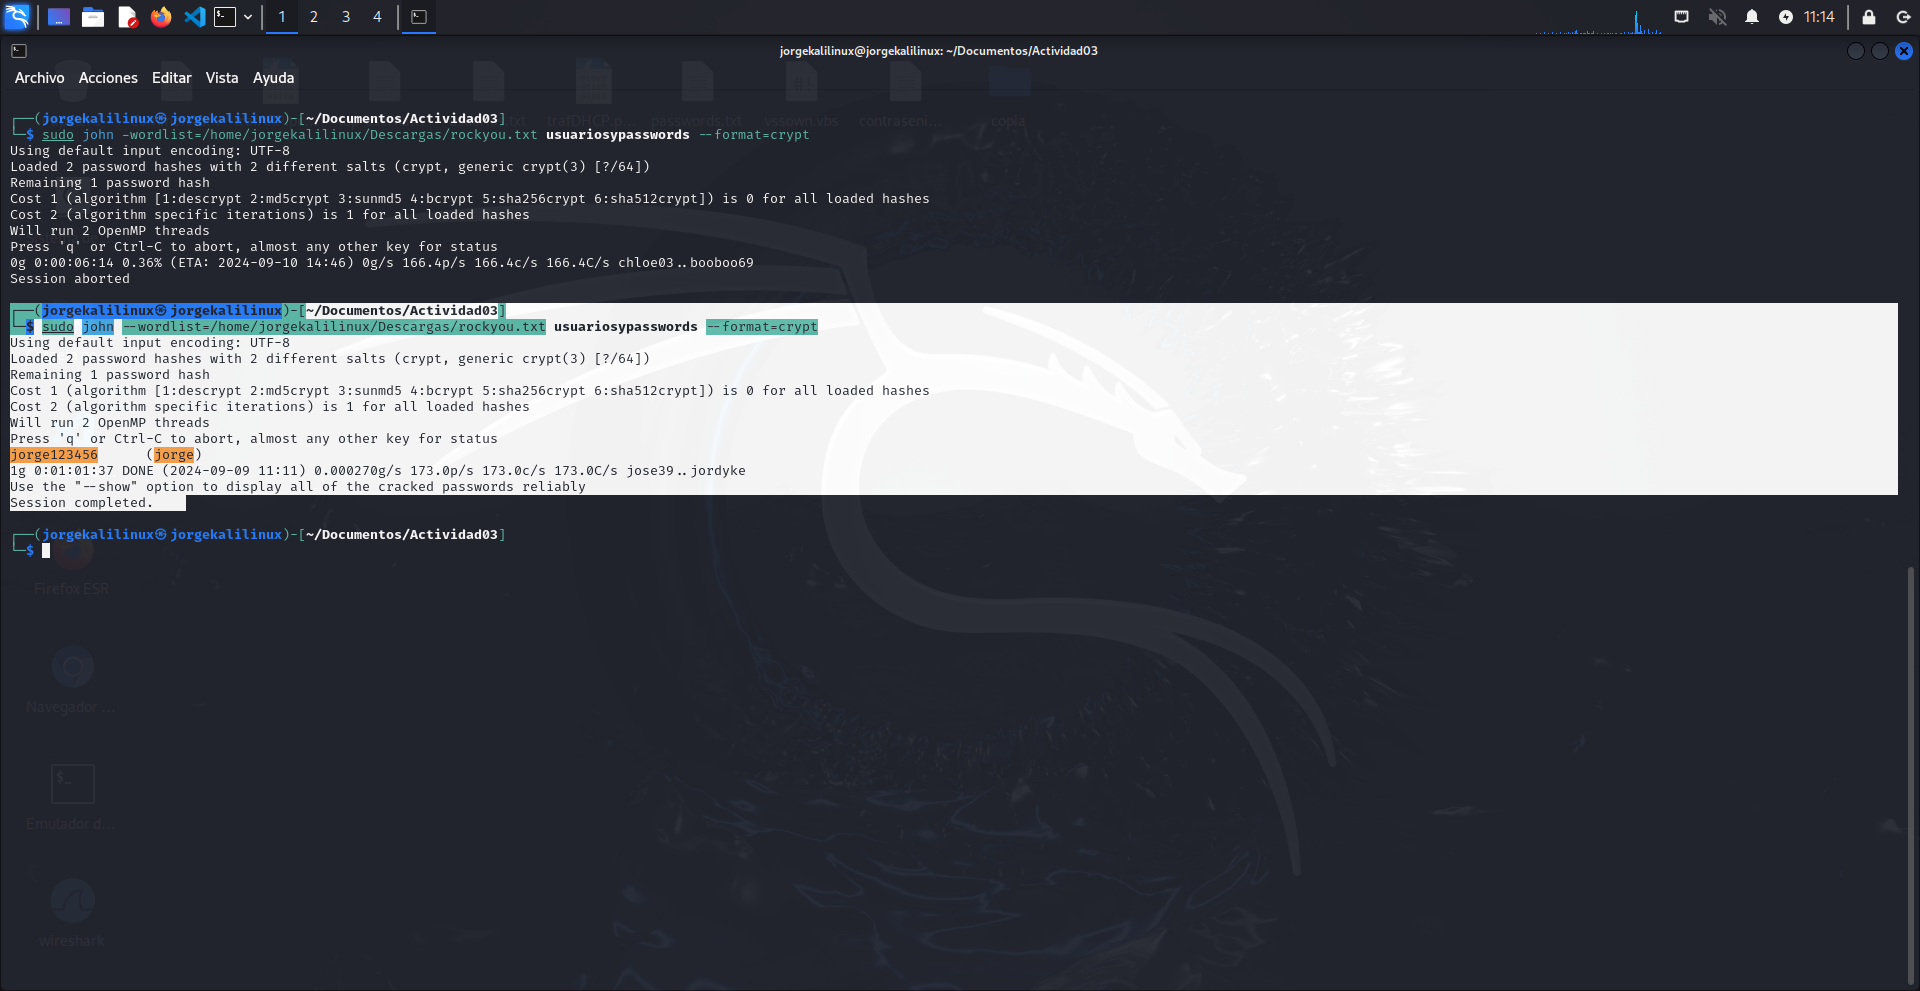 1 2 3 4
11:14
jorgekalilinux@jorgekalilinux: ~/Documentos/Actividad03
Archivo Acciones Editar Vista Ayuda
trafDHCP.p... passwords.txt vssown.vbs contraseni... copia
┌──(jorgekalilinux㉿jorgekalilinux)-[~/Documentos/Actividad03]
└─$ sudo john -wordlist=/home/jorgekalilinux/Descargas/rockyou.txt usuariosypasswords --format=crypt
Using default input encoding: UTF-8
Loaded 2 password hashes with 2 different salts (crypt, generic crypt(3) [?/64])
Remaining 1 password hash
Cost 1 (algorithm [1:descrypt 2:md5crypt 3:sunmd5 4:bcrypt 5:sha256crypt 6:sha512crypt]) is 0 for all loaded hashes
Cost 2 (algorithm specific iterations) is 1 for all loaded hashes
Will run 2 OpenMP threads
Press 'q' or Ctrl-C to abort, almost any other key for status
0g 0:00:06:14 0.36% (ETA: 2024-09-10 14:46) 0g/s 166.4p/s 166.4c/s 166.4C/s chloe03..booboo69
Session aborted
┌──(jorgekalilinux㉿jorgekalilinux)-[~/Documentos/Actividad03]
└─$ sudo john --wordlist=/home/jorgekalilinux/Descargas/rockyou.txt usuariosypasswords --format=crypt
Using default input encoding: UTF-8
Loaded 2 password hashes with 2 different salts (crypt, generic crypt(3) [?/64])
Remaining 1 password hash
Cost 1 (algorithm [1:descrypt 2:md5crypt 3:sunmd5 4:bcrypt 5:sha256crypt 6:sha512crypt]) is 0 for all loaded hashes
Cost 2 (algorithm specific iterations) is 1 for all loaded hashes
Will run 2 OpenMP threads
Press 'q' or Ctrl-C to abort, almost any other key for status
jorge123456 (jorge)
1g 0:01:01:37 DONE (2024-09-09 11:11) 0.000270g/s 173.0p/s 173.0c/s 173.0C/s jose39..jordyke
Use the "--show" option to display all of the cracked passwords reliably
Session completed.
┌──(jorgekalilinux㉿jorgekalilinux)-[~/Documentos/Actividad03]
└─$
Firefox ESR
Navegador ...
Emulador d...
wireshark